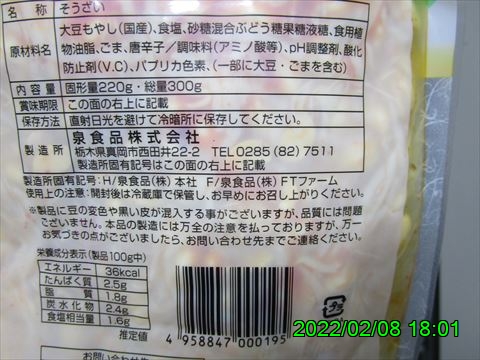 名称 そうざい
原材料名 大豆もやし(国産)、食塩、砂糖混合ぶどう糖果糖液糖、食用植
物油脂、ごま、唐辛子/調味料(アミノ酸等)、pH調整剤、酸化
防止剤(V.C)、パプリカ色素、(一部に大豆・ごまを含む)
内容量 固形量220g・総量300g
賞味期限 この面の右上に記載
保存方法 直射日光を避けて冷暗所に保存してください。
製造所 泉食品株式会社
栃木県真岡市西田井22-2 TEL0285(82)7511
製造所固有記号はこの面の右上に記載
製造所固有記号:H/泉食品(株)本社 F/泉食品(株)FTファーム
使用上の注意:開封後は冷蔵庫で保管し、お早めにお召し上がりください。
※製品に豆の変色や黒い皮が混入する事がございますが、品質には問題
ございません。本品の製造には万全の注意を払っておりますが、万一
お気づきの点がございましたら、お問い合わせ先までご連絡ください。
栄養成分表示(製品100g中)
エネルギー 36kcal
たんぱく質 2.5g
脂質 1.8g
炭水化物 2.4g
食塩相当量 1.6g
推定値
4 958847 000195
プラ
お問い合わせ先
2022/02/08 18:01